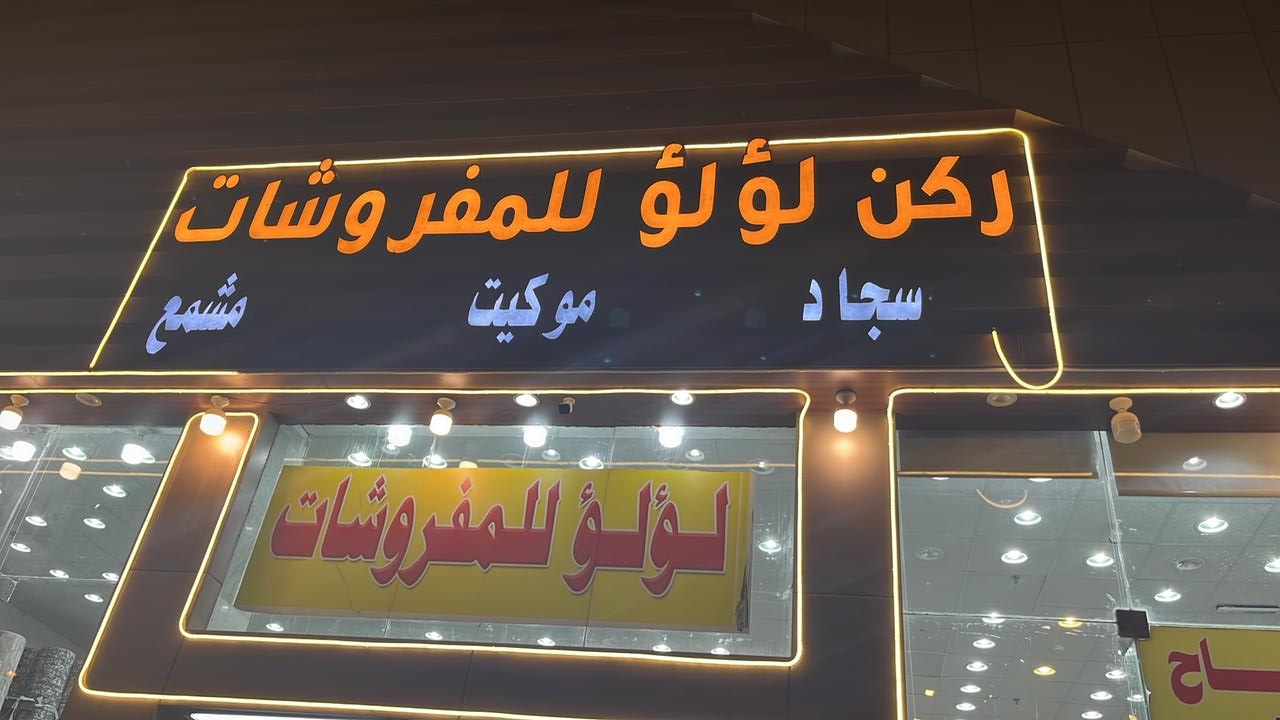 ركن لؤلؤ للمفروشات
سجاد موكيت مشمع
لؤلؤ للمفروشات